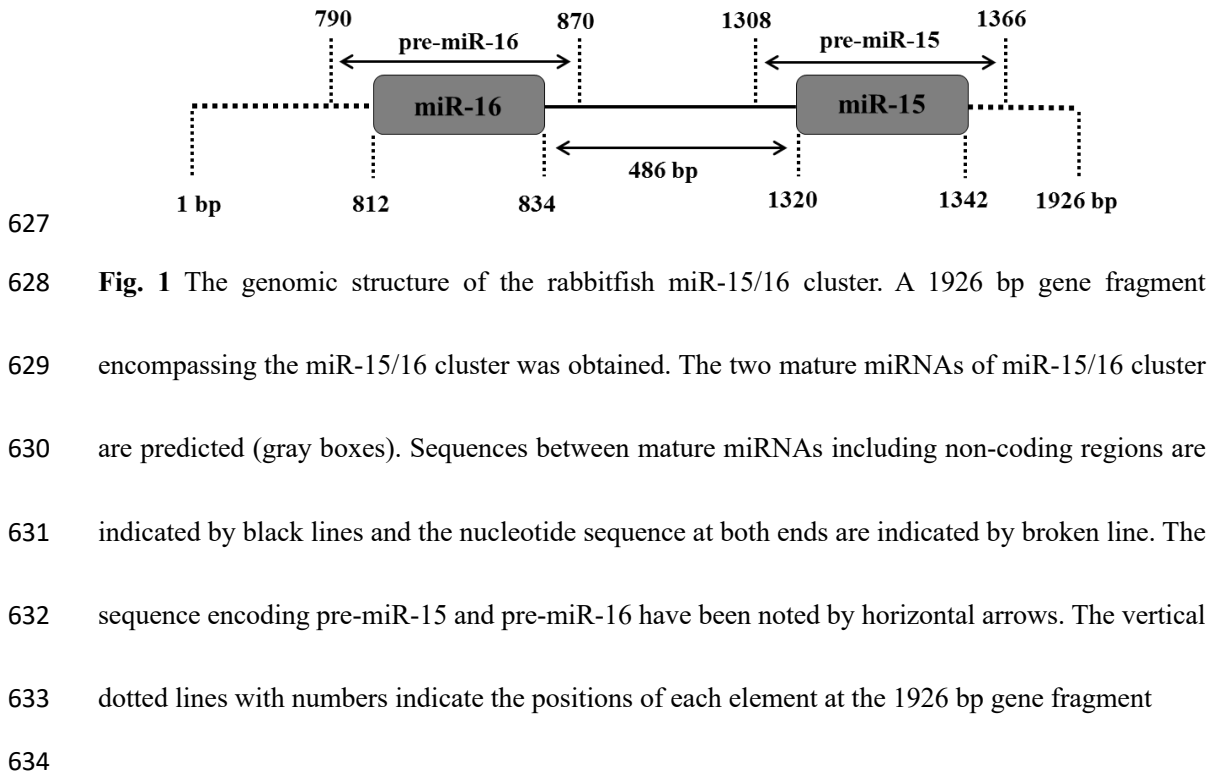 790 870 1308 1366
pre-miR-16 pre-miR-15
miR-16 miR-15
486 bp
1 bp 812 834 1320 1342 1926 bp
627
628 Fig. 1 The genomic structure of the rabbitfish miR-15/16 cluster. A 1926 bp gene fragment
629 encompassing the miR-15/16 cluster was obtained. The two mature miRNAs of miR-15/16 cluster
630 are predicted (gray boxes). Sequences between mature miRNAs including non-coding regions are
631 indicated by black lines and the nucleotide sequence at both ends are indicated by broken line. The
632 sequence encoding pre-miR-15 and pre-miR-16 have been noted by horizontal arrows. The vertical
633 dotted lines with numbers indicate the positions of each element at the 1926 bp gene fragment
634